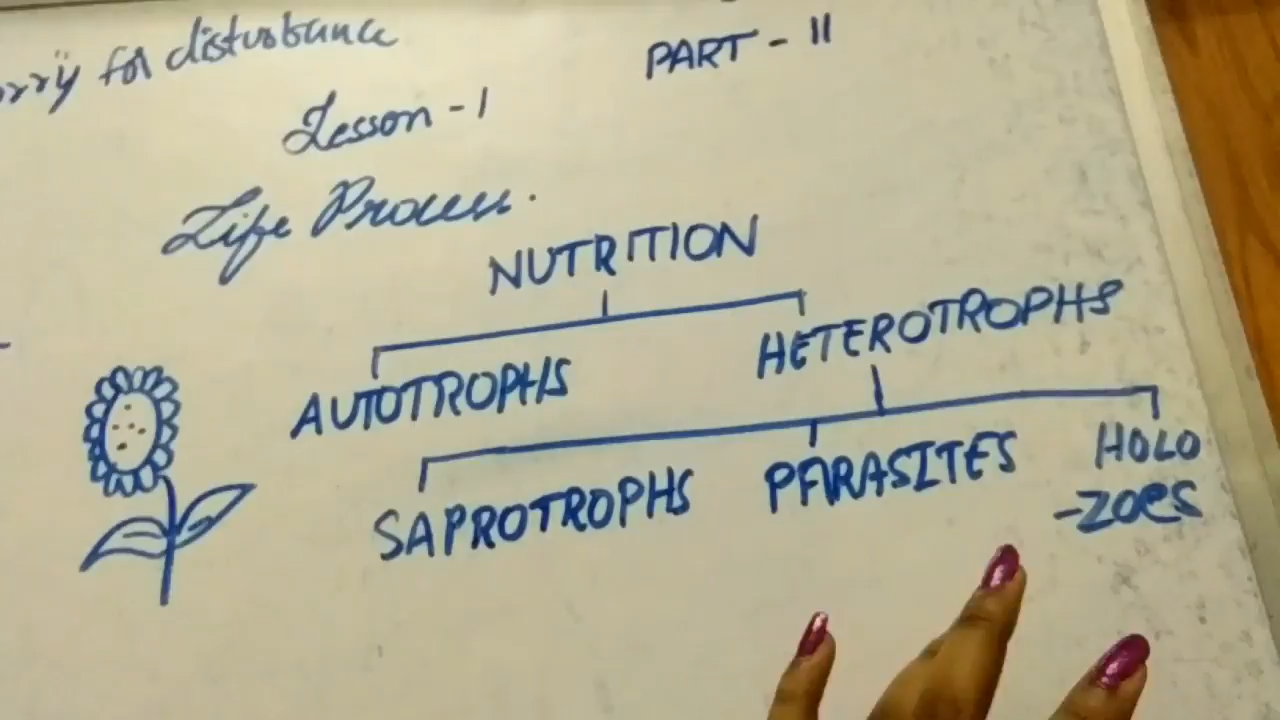 for disturbance
PART - II
Lesson - 1
Life Process.
NUTRITION
AUTOTROPHS
HETEROTROPHS
SAPROTROPHS
PARASITES
HOLO
-ZOES